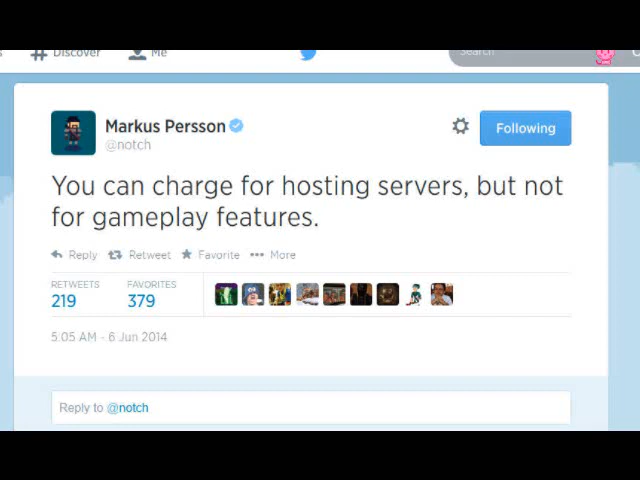 Discover Me Search
Markus Persson
@notch
Following
You can charge for hosting servers, but not
for gameplay features.
Reply Retweet Favorite More
RETWEETS FAVORITES
219 379
5:05 AM - 6 Jun 2014
Reply to @notch